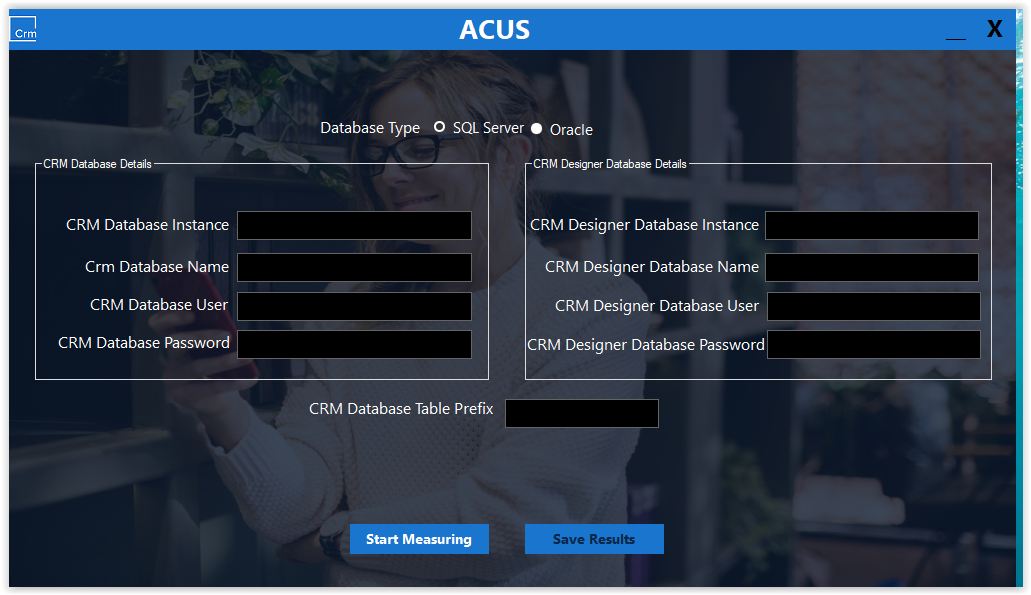 Crm
ACUS
__ X
Database Type SQL Server Oracle
CRM Database Details
CRM Database Instance
Crm Database Name
CRM Database User
CRM Database Password
CRM Designer Database Details
CRM Designer Database Instance
CRM Designer Database Name
CRM Designer Database User
CRM Designer Database Password
CRM Database Table Prefix
Start Measuring
Save Results